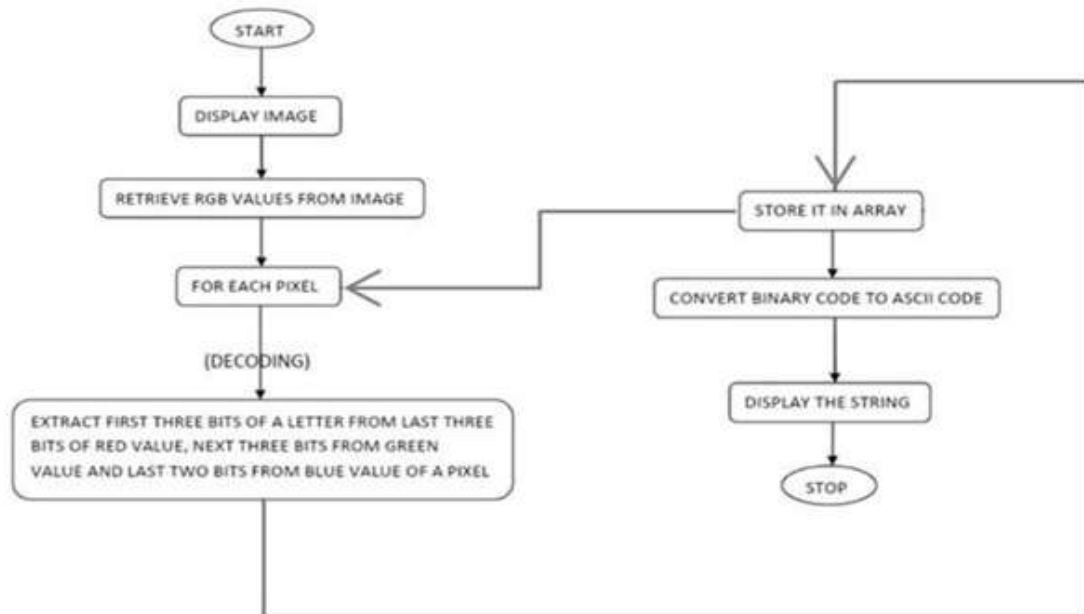 START
DISPLAY IMAGE
RETRIEVE RGB VALUES FROM IMAGE
FOR EACH PIXEL
(DECODING)
EXTRACT FIRST THREE BITS OF A LETTER FROM LAST THREE
BITS OF RED VALUE, NEXT THREE BITS FROM GREEN
VALUE AND LAST TWO BITS FROM BLUE VALUE OF A PIXEL
STORE IT IN ARRAY
CONVERT BINARY CODE TO ASCII CODE
DISPLAY THE STRING
STOP